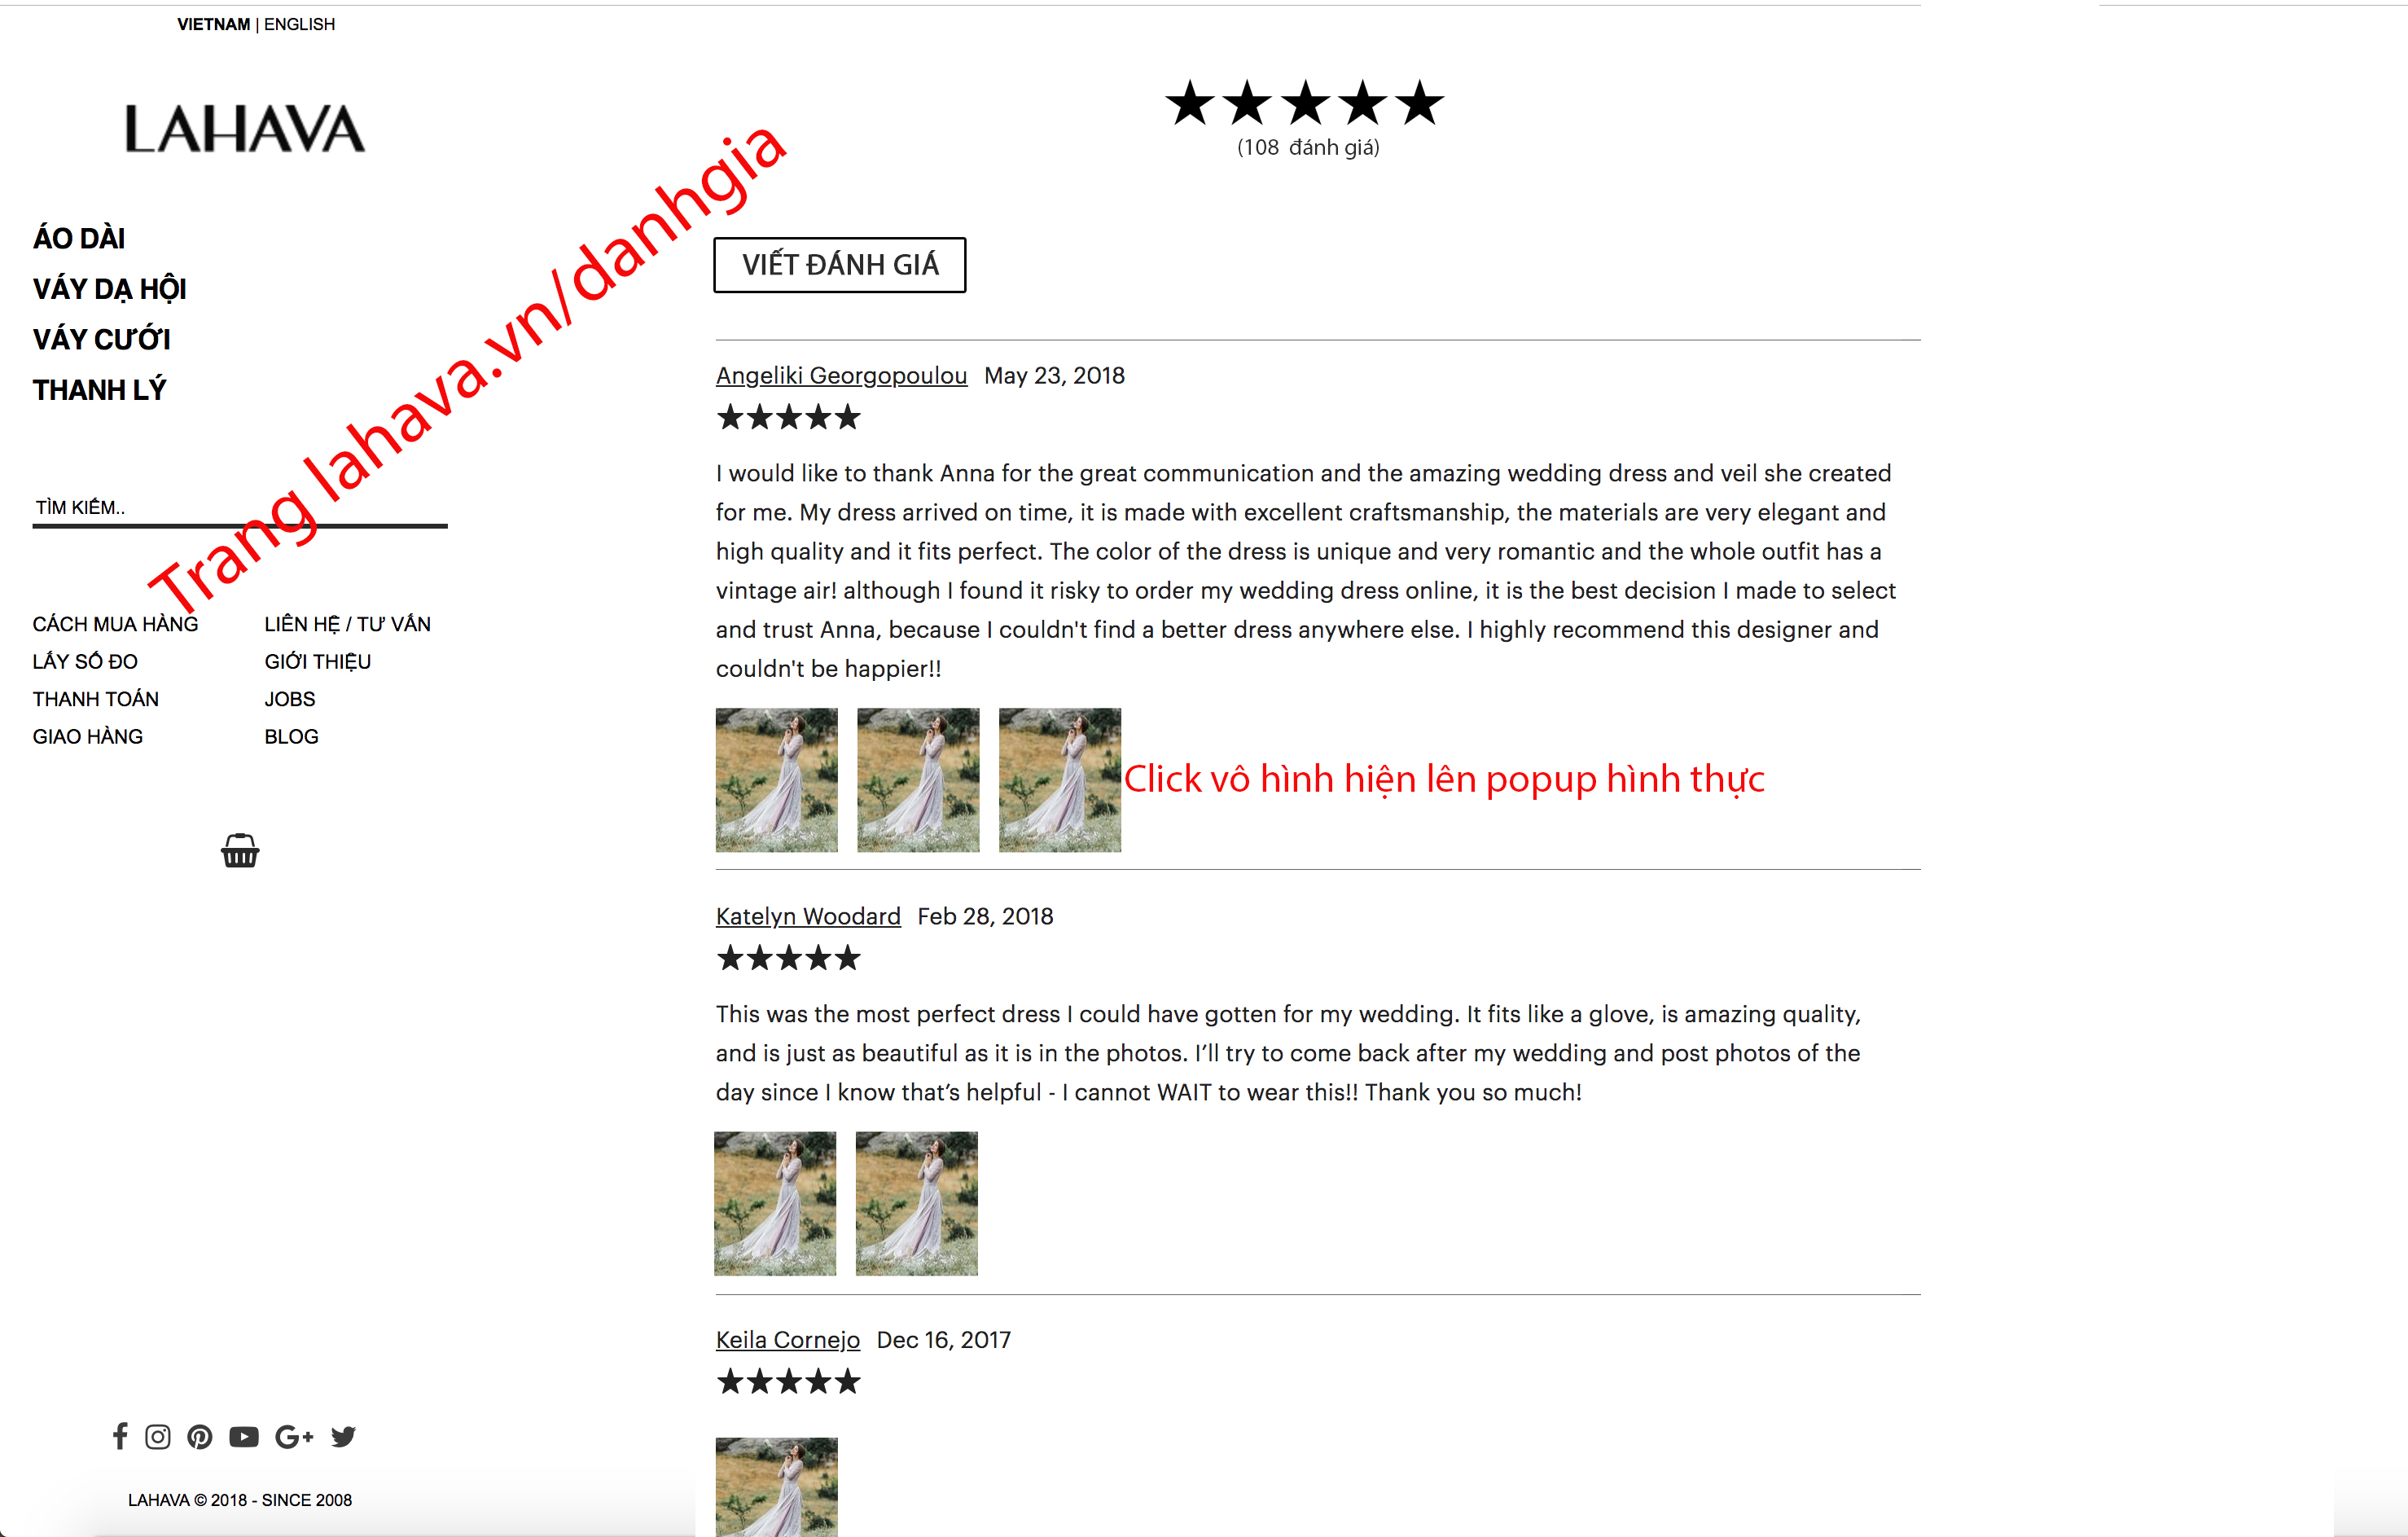 VIETNAM | ENGLISH
LAHAVA
ÁO DÀI
VÁY DẠ HỘI
VÁY CƯỚI
THANH LÝ
TÌM KIẾM..
Trang lahava.vn/danhgia
CÁCH MUA HÀNG
LẤY SỐ ĐO
THANH TOÁN
GIAO HÀNG
LIÊN HỆ / TƯ VẤN
GIỚI THIỆU
JOBS
BLOG
LAHAVA © 2018 - SINCE 2008
(108 đánh giá)
VIẾT ĐÁNH GIÁ
Angeliki Georgopoulou May 23, 2018
I would like to thank Anna for the great communication and the amazing wedding dress and veil she created
for me. My dress arrived on time, it is made with excellent craftsmanship, the materials are very elegant and
high quality and it fits perfect. The color of the dress is unique and very romantic and the whole outfit has a
vintage air! although I found it risky to order my wedding dress online, it is the best decision I made to select
and trust Anna, because I couldn't find a better dress anywhere else. I highly recommend this designer and
couldn't be happier!!
Click vô hình hiện lên popup hình thực
Katelyn Woodard Feb 28, 2018
This was the most perfect dress I could have gotten for my wedding. It fits like a glove, is amazing quality,
and is just as beautiful as it is in the photos. I’ll try to come back after my wedding and post photos of the
day since I know that’s helpful - I cannot WAIT to wear this!! Thank you so much!
Keila Cornejo Dec 16, 2017